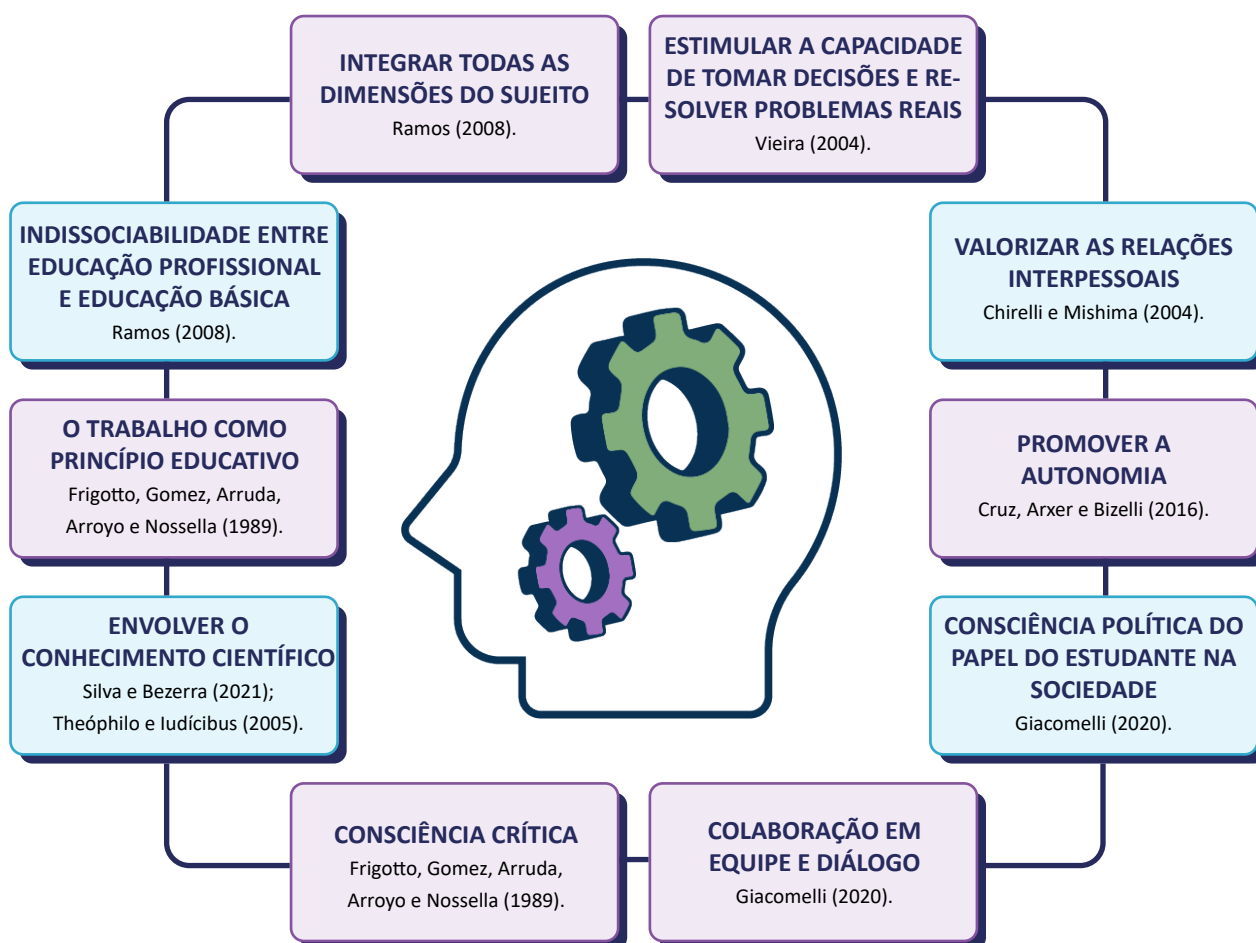 INTEGRAR TODAS AS
DIMENSÕES DO SUJEITO
Ramos (2008).
ESTIMULAR A CAPACIDADE
DE TOMAR DECISÕES E RE-
SOLVER PROBLEMAS REAIS
Vieira (2004).
INDISSOCIABILIDADE ENTRE
EDUCAÇÃO PROFISSIONAL
E EDUCAÇÃO BÁSICA
Ramos (2008).
VALORIZAR AS RELAÇÕES
INTERPESSOAIS
Chirelli e Mishima (2004).
O TRABALHO COMO
PRINCÍPIO EDUCATIVO
Frigotto, Gomez, Arruda,
Arroyo e Nossella (1989).
PROMOVER A
AUTONOMIA
Cruz, Arxer e Bizelli (2016).
ENVOLVER O
CONHECIMENTO CIENTÍFICO
Silva e Bezerra (2021);
Theóphilo e Iudícibus (2005).
CONSCIÊNCIA POLÍTICA DO
PAPEL DO ESTUDANTE NA
SOCIEDADE
Giacomelli (2020).
CONSCIÊNCIA CRÍTICA
Frigotto, Gomez, Arruda,
Arroyo e Nossella (1989).
COLABORAÇÃO EM
EQUIPE E DIÁLOGO
Giacomelli (2020).